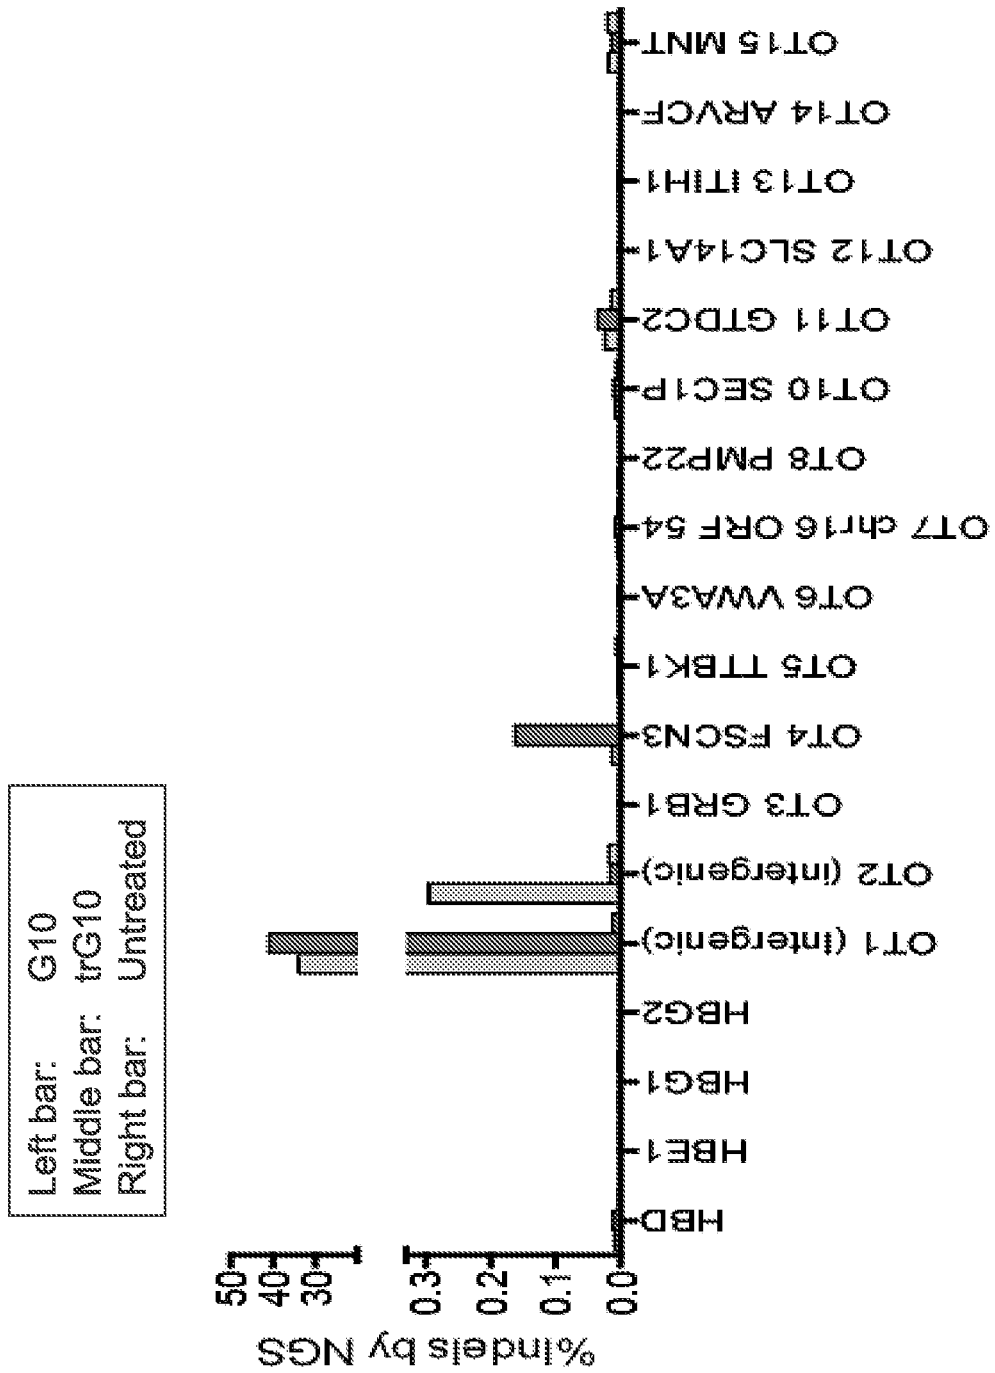 Left bar: G10
Middle bar: trG10
Right bar: Untreated
%Indels by NGS
50
40
30
0.3
0.2
0.1
0.0
HBD
HBE1
HBG1
HBG2
OT1 (intergenic)
OT2 (intergenic)
OT3 GRB1
OT4 FSCN3
OT5 TTBK1
OT6 VWA3A
OT7 chr16 ORF 54
OT8 PMP22
OT10 SEC1P
OT11 GTDC2
OT12 SLC14A1
OT13 ITIH1
OT14 ARVCF
OT15 MNT